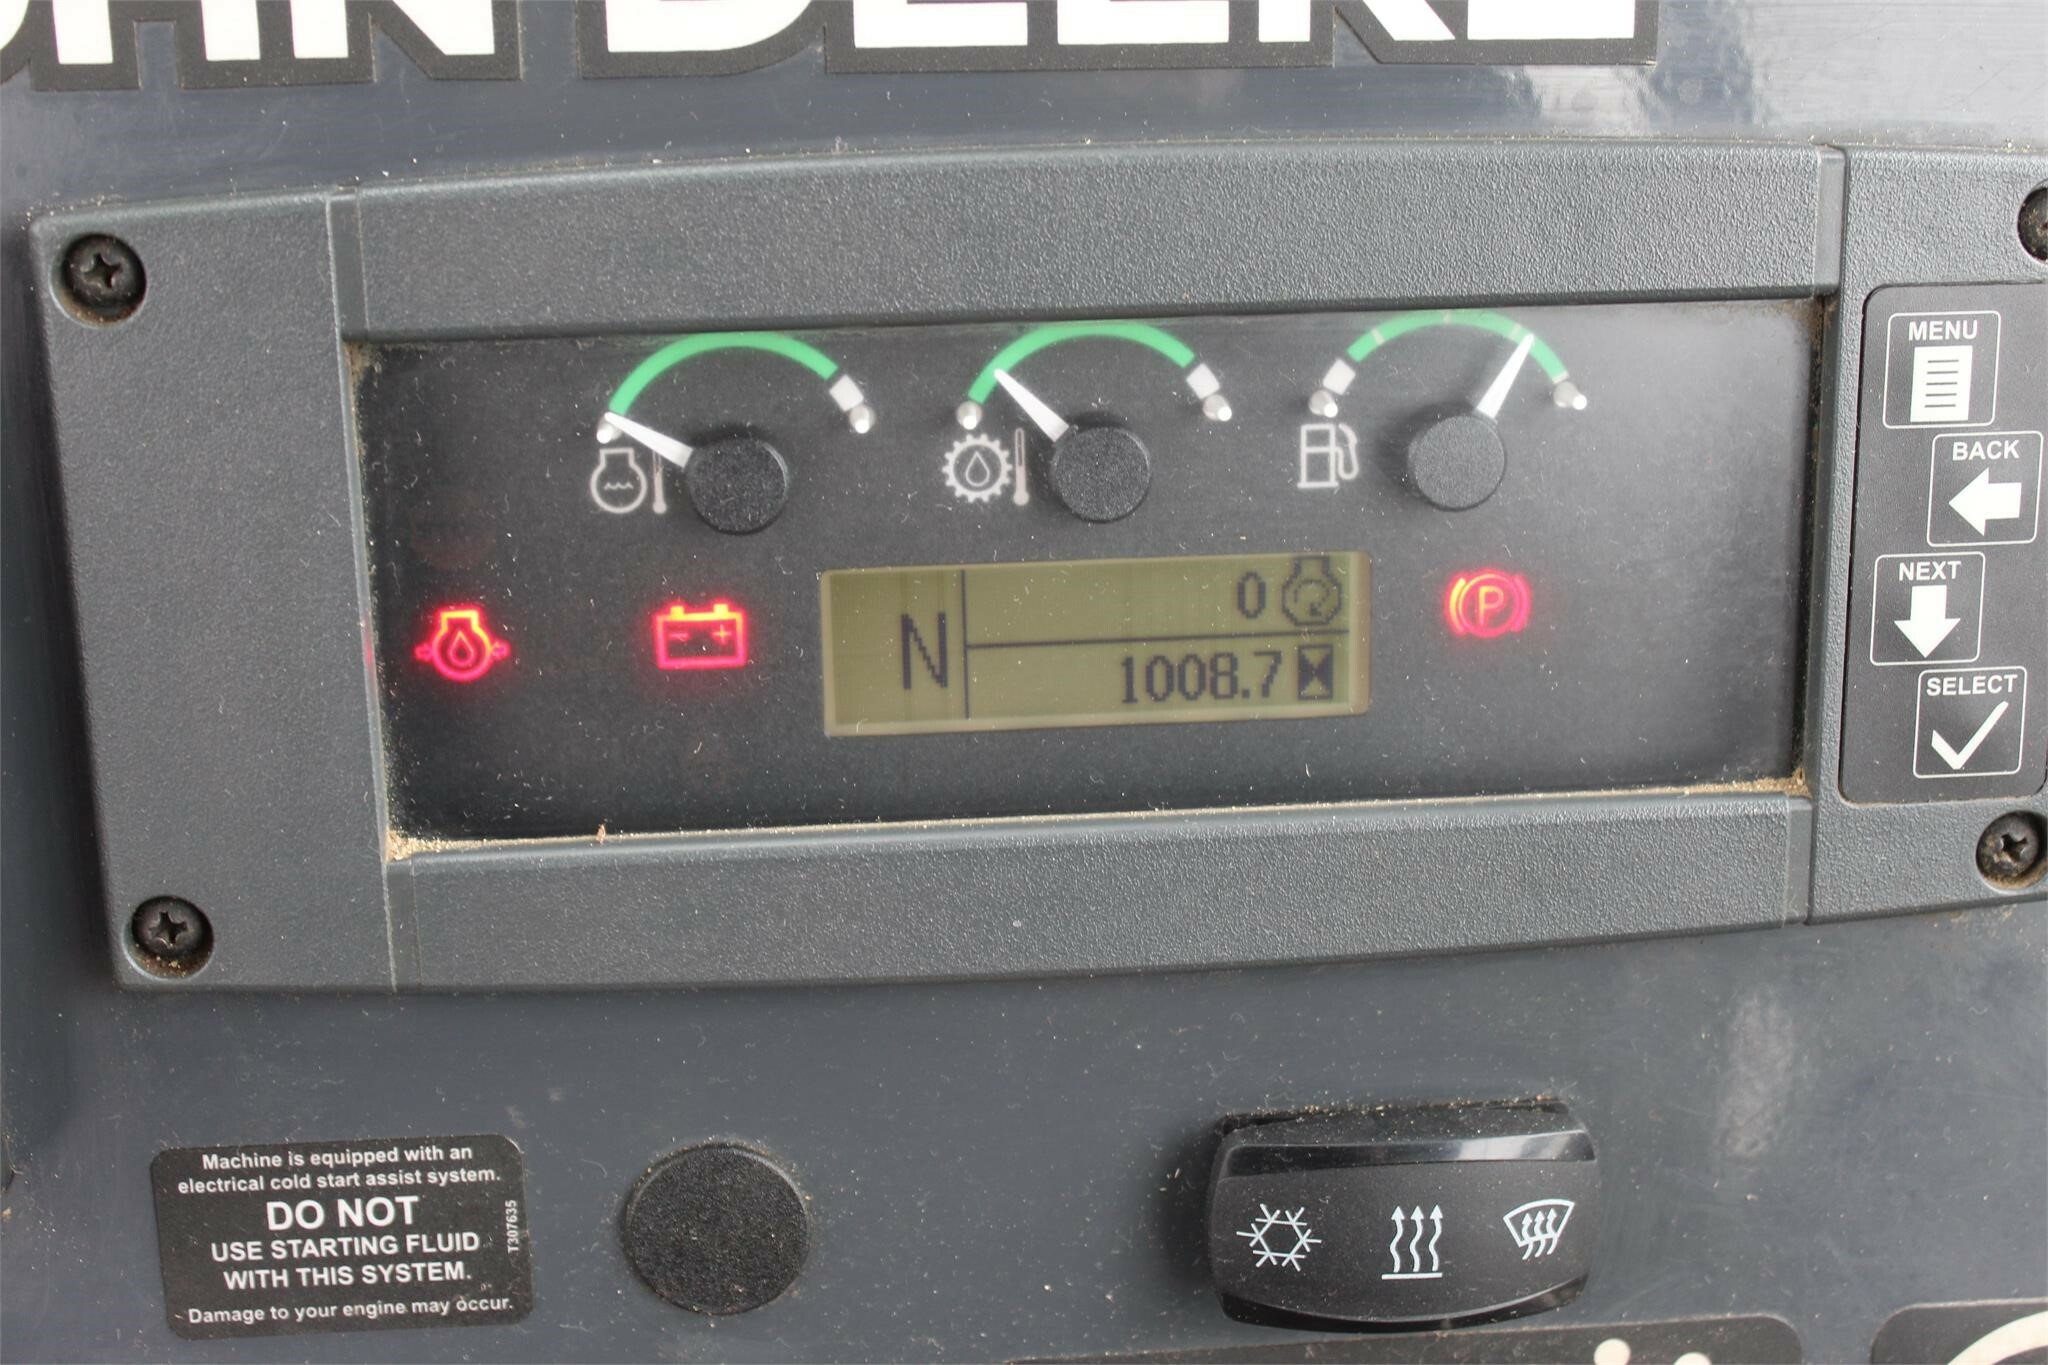 JOHN DEERE
MENU
BACK
NEXT
SELECT
N
0
1008.7
P
Machine is equipped with an
electrical cold start assist system.
DO NOT
USE STARTING FLUID
WITH THIS SYSTEM.
Damage to your engine may occur.
T307635